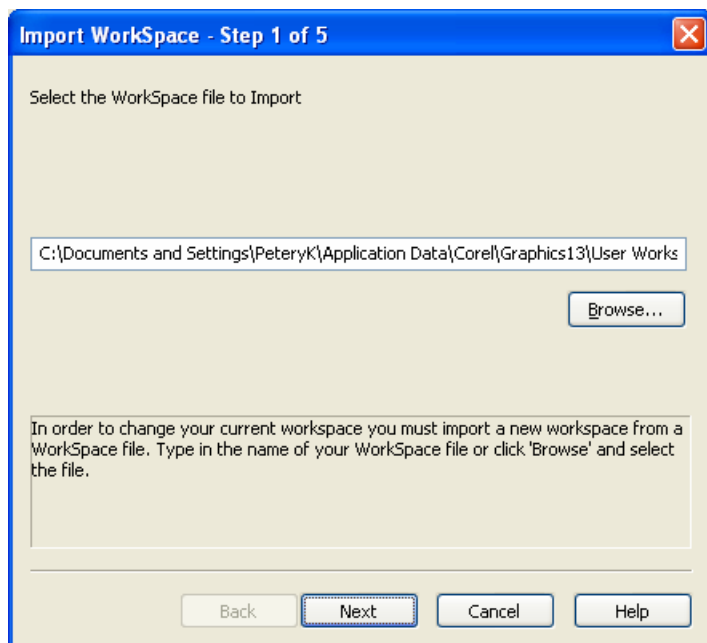 Import WorkSpace - Step 1 of 5
Select the WorkSpace file to Import
C:\Documents and Settings\PeteryK\Application Data\Corel\Graphics13\User Works
Browse...
In order to change your current workspace you must import a new workspace from a
WorkSpace file. Type in the name of your WorkSpace file or click 'Browse' and select
the file.
Back Next Cancel Help